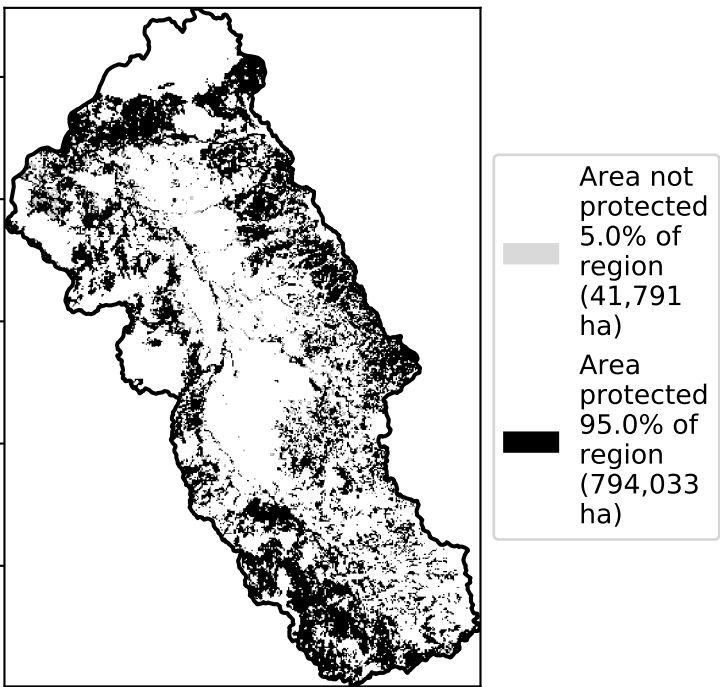 Area not
protected
5.0% of
region
(41,791
ha)
Area
protected
95.0% of
region
(794,033
ha)